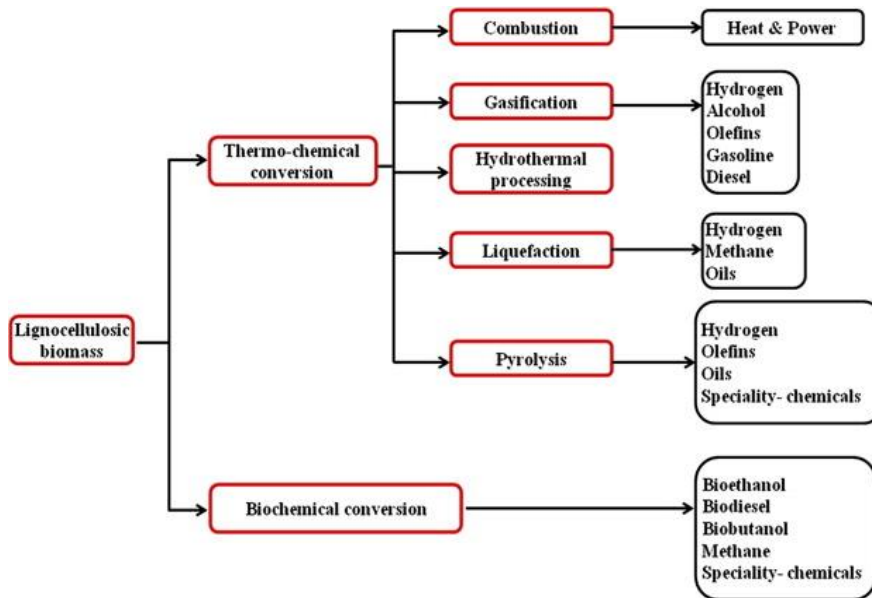 Combustion
Heat & Power
Gasification
Hydrogen
Alcohol
Olefins
Gasoline
Diesel
Thermo-chemical
conversion
Hydrothermal
processing
Liquefaction
Hydrogen
Methane
Oils
Lignocellulosic
biomass
Pyrolysis
Hydrogen
Olefins
Oils
Speciality- chemicals
Biochemical conversion
Bioethanol
Biodiesel
Biobutanol
Methane
Speciality- chemicals